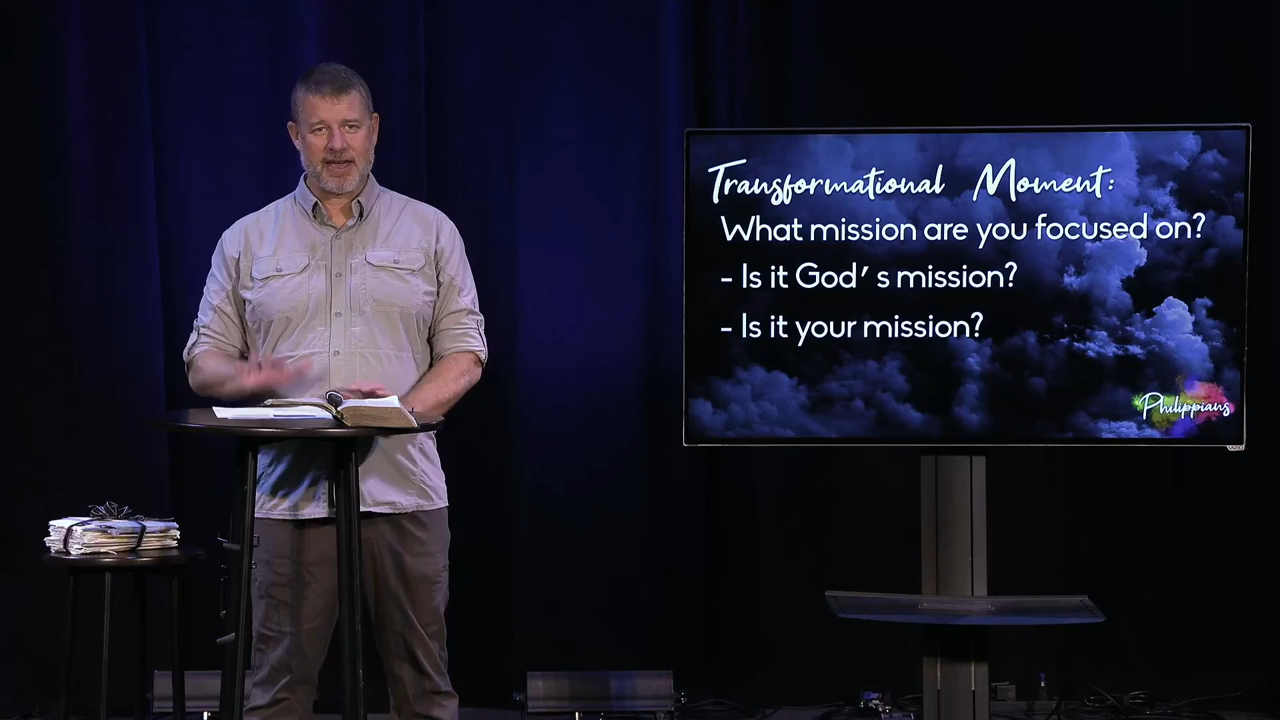 Transformational Moment:
What mission are you focused on?
- Is it God's mission?
- Is it your mission?
Philippians